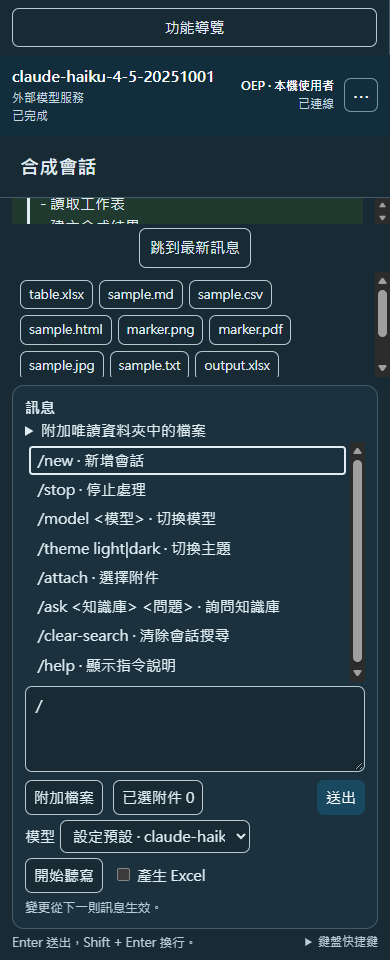 功能導覽
claude-haiku-4-5-20251001
外部模型服務
已完成
OEP · 本機使用者
已連線
...
合成會話
- 讀取工作表
跳到最新訊息
table.xlsx sample.md sample.csv
sample.html marker.png marker.pdf
sample.jpg sample.txt output.xlsx
訊息
▶ 附加唯讀資料夾中的檔案
/new · 新增會話
/stop · 停止處理
/model <模型> · 切換模型
/theme light|dark · 切換主題
/attach · 選擇附件
/ask <知識庫> <問題> · 詢問知識庫
/clear-search · 清除會話搜尋
/help · 顯示指令說明
/
附加檔案 已選附件 0 送出
模型 設定預設 · claude-haik
開始聽寫 產生 Excel
變更從下一則訊息生效。
Enter 送出，Shift + Enter 換行。 ▶ 鍵盤快捷鍵